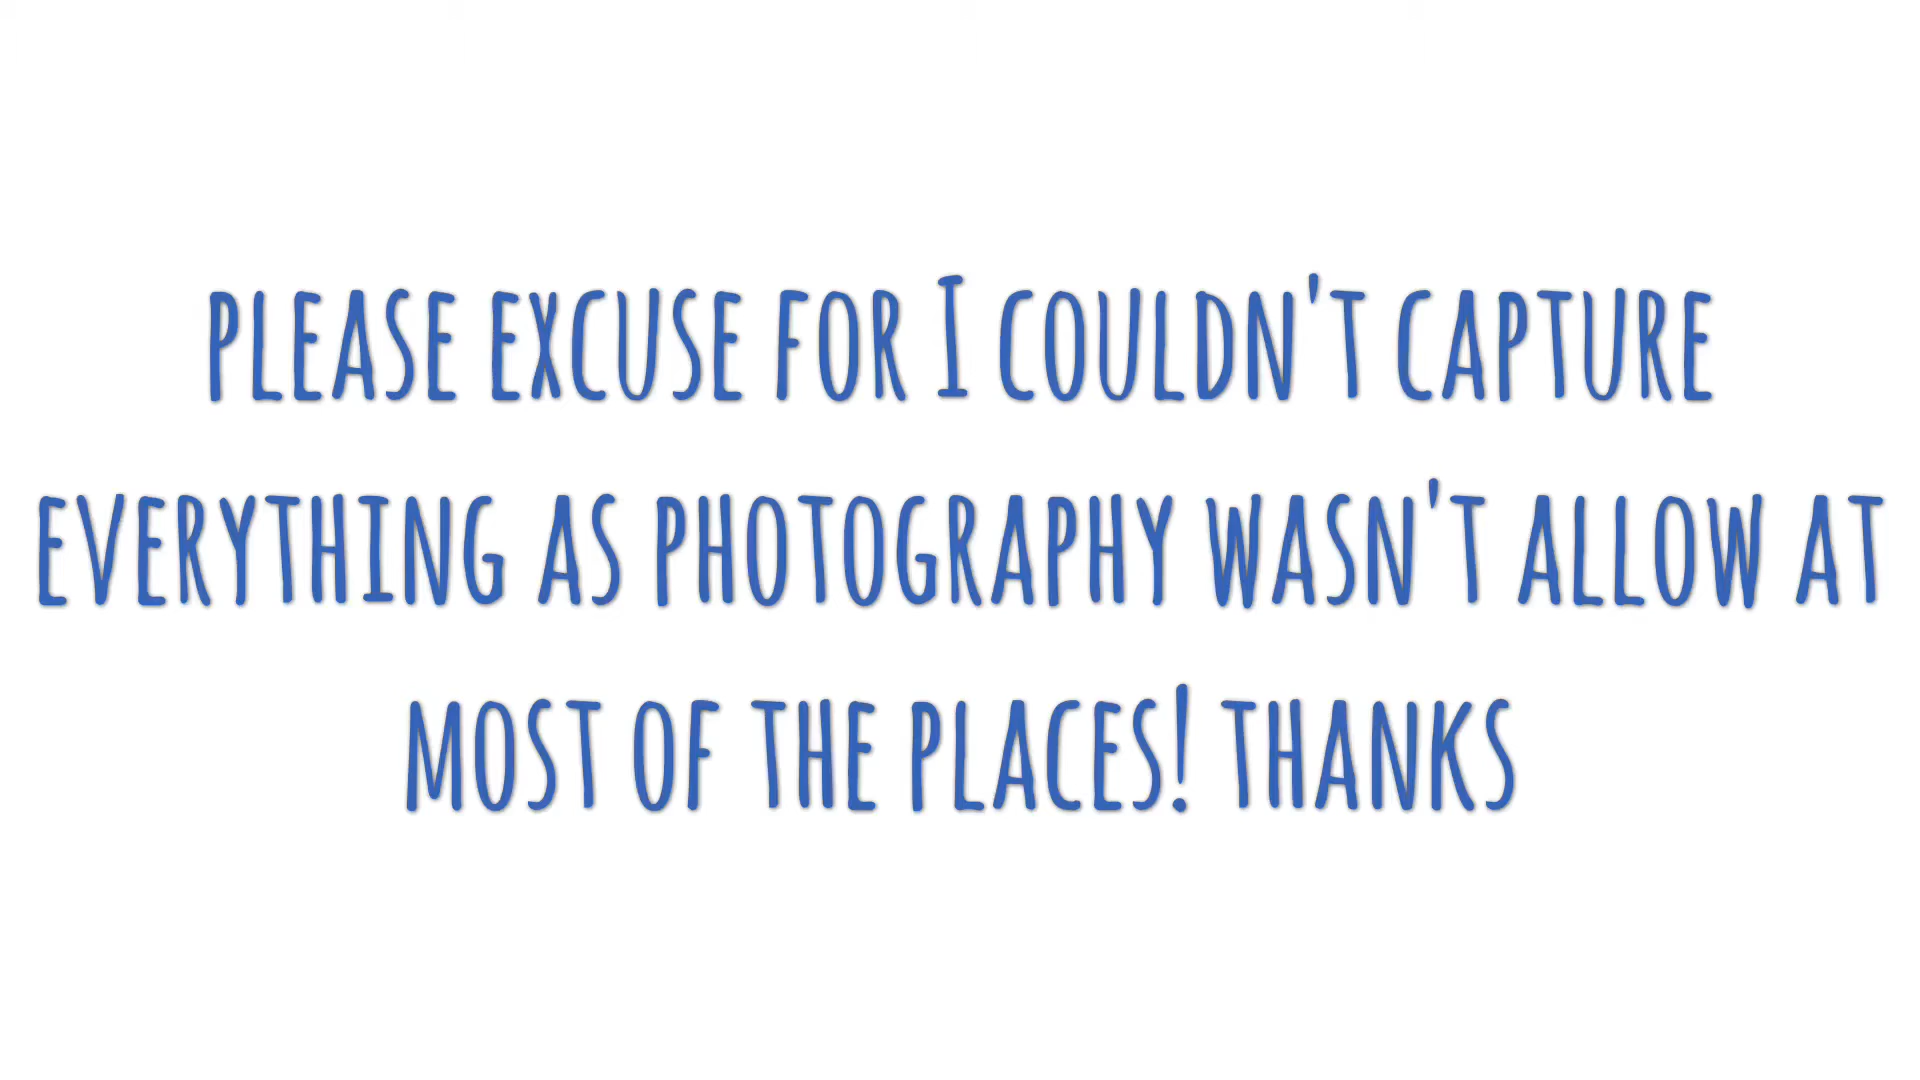 PLEASE EXCUSE FOR I COULDN'T CAPTURE
EVERYTHING AS PHOTOGRAPHY WASN'T ALLOW AT
MOST OF THE PLACES! THANKS